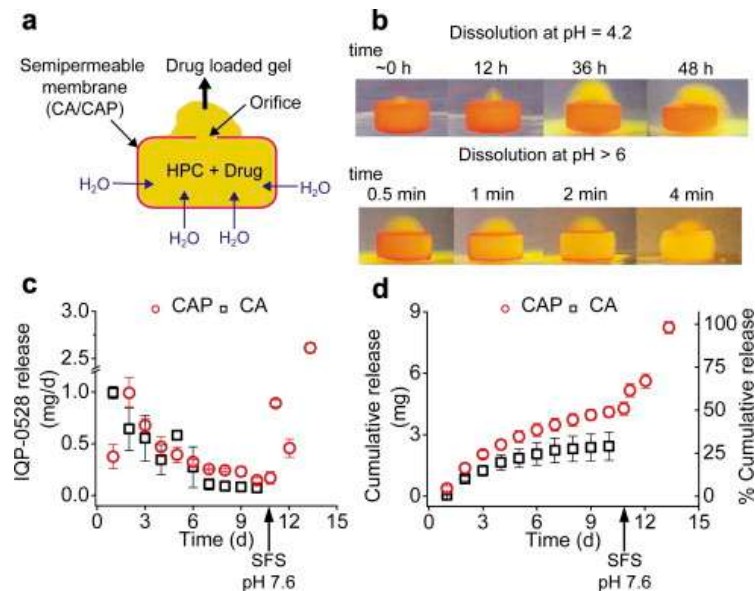 a
Semipermeable
membrane
(CA/CAP)
Drug loaded gel
Orifice
HPC + Drug
H₂O
H₂O
H₂O
H₂O
b
Dissolution at pH = 4.2
time
~0 h 12 h 36 h 48 h
Dissolution at pH > 6
time
0.5 min 1 min 2 min 4 min
c
CAP CA
IQP-0528 release
(mg/d)
3.0
2.5
1.0
0.5
0.0
0 3 6 9 12 15
Time (d)
SFS
pH 7.6
d
CAP CA
Cumulative release
(mg)
9
6
3
0
% Cumulative release
100
75
50
25
0
0 3 6 9 12 15
Time (d)
SFS
pH 7.6